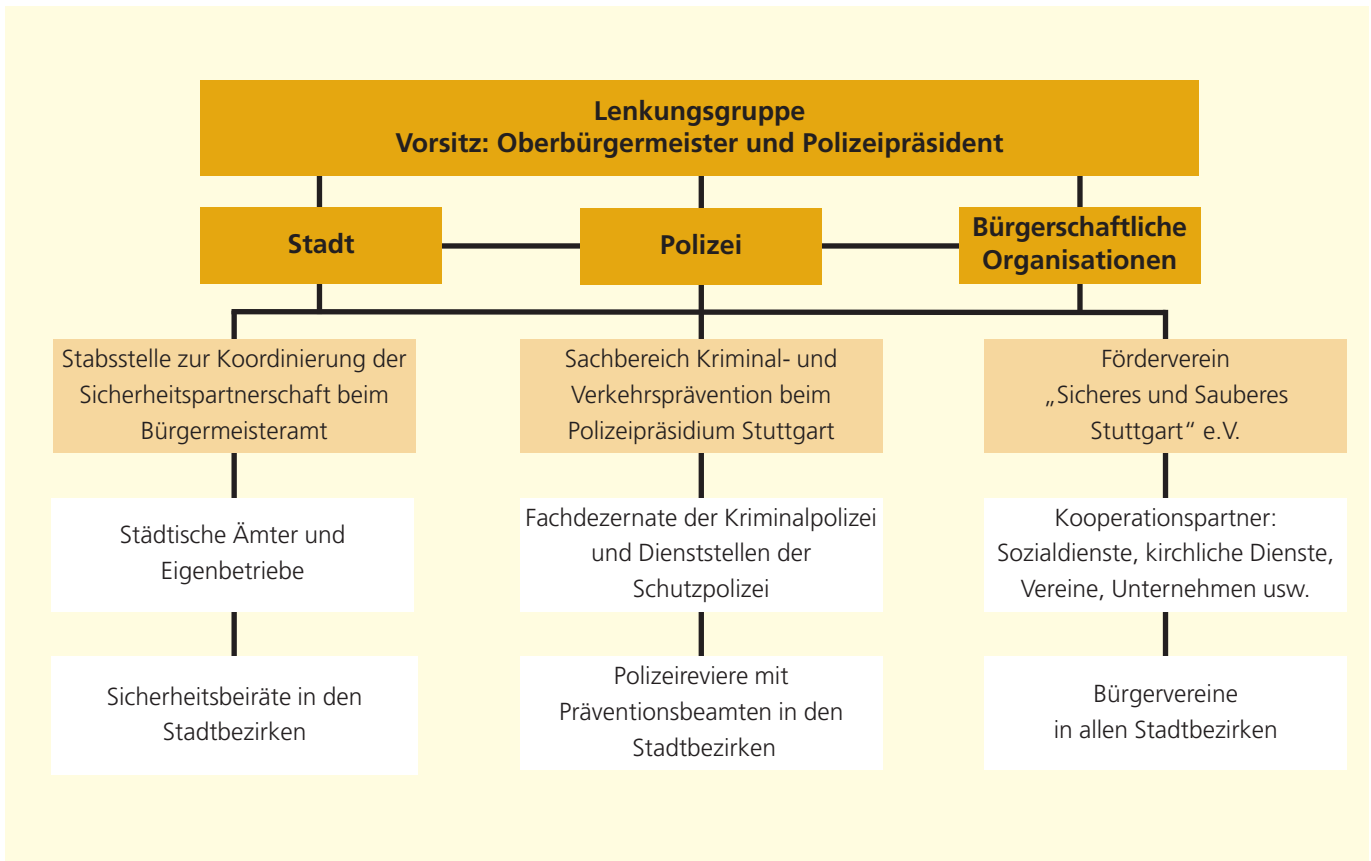 Lenkungsgruppe
Vorsitz: Oberbürgermeister und Polizeipräsident
Stadt
Polizei
Bürgerschaftliche
Organisationen
Stabsstelle zur Koordinierung der
Sicherheitspartnerschaft beim
Bürgermeisteramt
Sachbereich Kriminal- und
Verkehrsprävention beim
Polizeipräsidium Stuttgart
Förderverein
„Sicheres und Sauberes
Stuttgart“ e.V.
Städtische Ämter und
Eigenbetriebe
Fachdezernate der Kriminalpolizei
und Dienststellen der
Schutzpolizei
Kooperationspartner:
Sozialdienste, kirchliche Dienste,
Vereine, Unternehmen usw.
Sicherheitsbeiräte in den
Stadtbezirken
Polizeireviere mit
Präventionsbeamten in den
Stadtbezirken
Bürgervereine
in allen Stadtbezirken